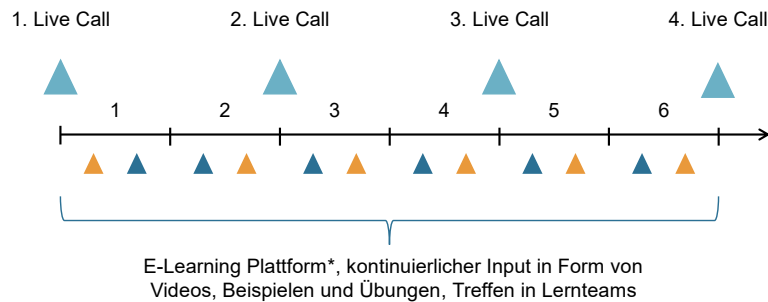 1. Live Call 2. Live Call 3. Live Call 4. Live Call
1 2 3 4 5 6
E-Learning Plattform*, kontinuierlicher Input in Form von
Videos, Beispielen und Übungen, Treffen in Lernteams